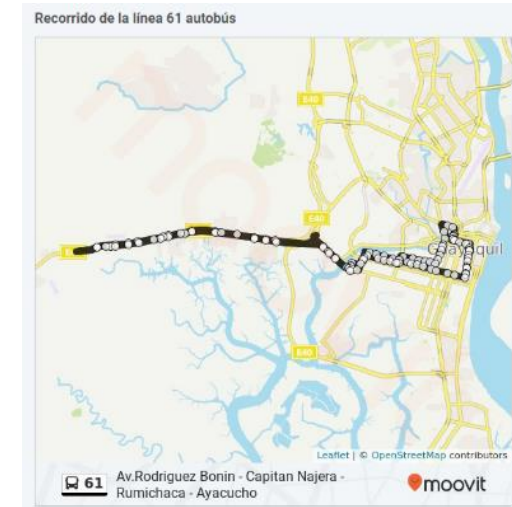 Recorrido de la línea 61 autobús
E40
E40
Guayaquil
E40
Leaflet | © OpenStreetMap contributors
61
Av.Rodriguez Bonin - Capitan Najera -
Rumichaca - Ayacucho
moovit